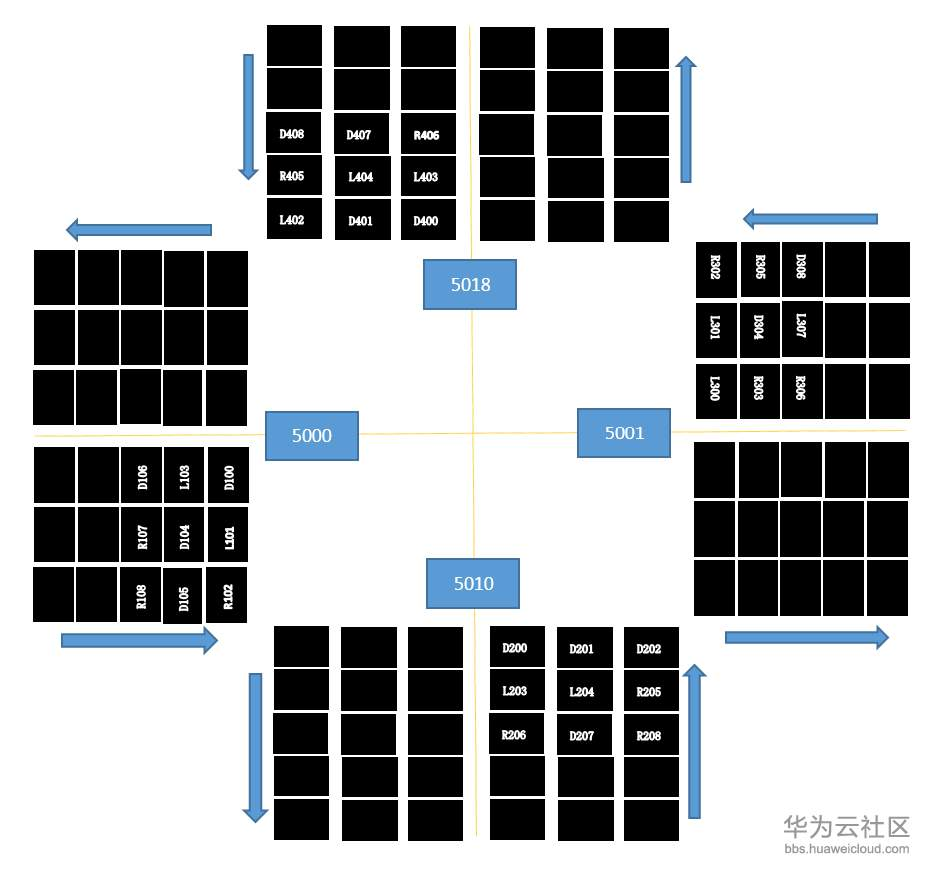 D408 D407 R406
R405 L404 L403
L402 D401 D400
5018
R302 R305 D308
L301 D304 L307
L300 R303 R306
5000
5001
D106 L103 D100
R107 D104 L101
R108 D105 R102
5010
D200 D201 D202
L203 L204 R205
R206 D207 R208
华为云社区
bbs.huaweicloud.com